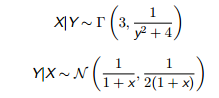 X|Y ~ Γ(3, 1/(y² + 4))
Y|X ~ 𝒩(1/(1 + x), 1/(2(1 + x)))